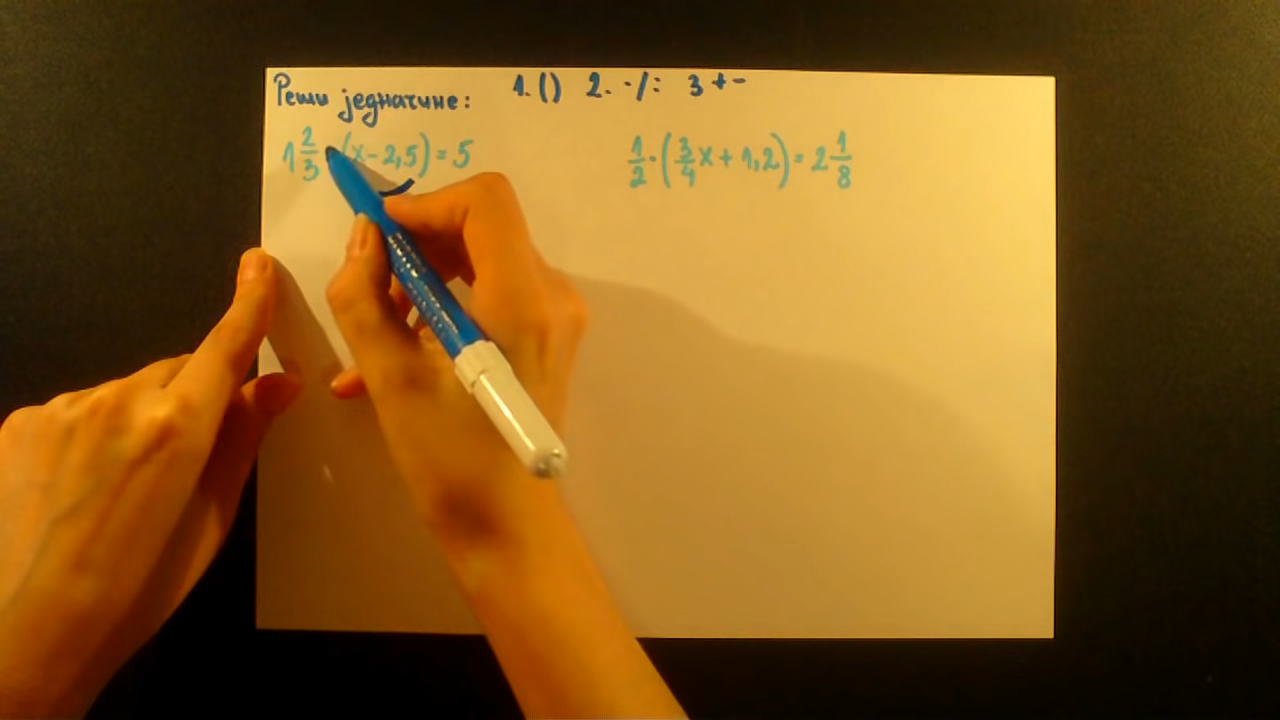 Реши једначине: 1. () 2. ·/: 3 + -
1 2/3 (x - 2,5) = 5
1/2 · (3/4 x + 1,2) = 2 1/8